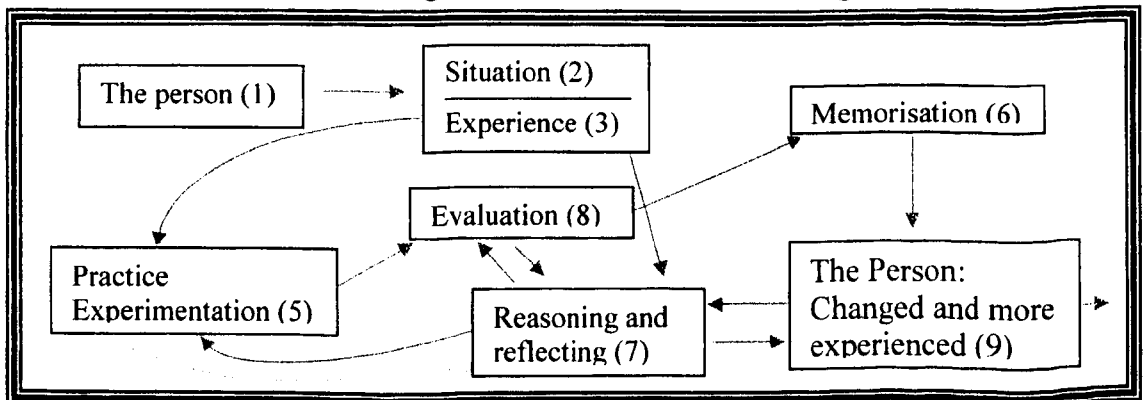 The person (1)
Situation (2)
Experience (3)
Memorisation (6)
Evaluation (8)
Practice
Experimentation (5)
Reasoning and
reflecting (7)
The Person:
Changed and more
experienced (9)